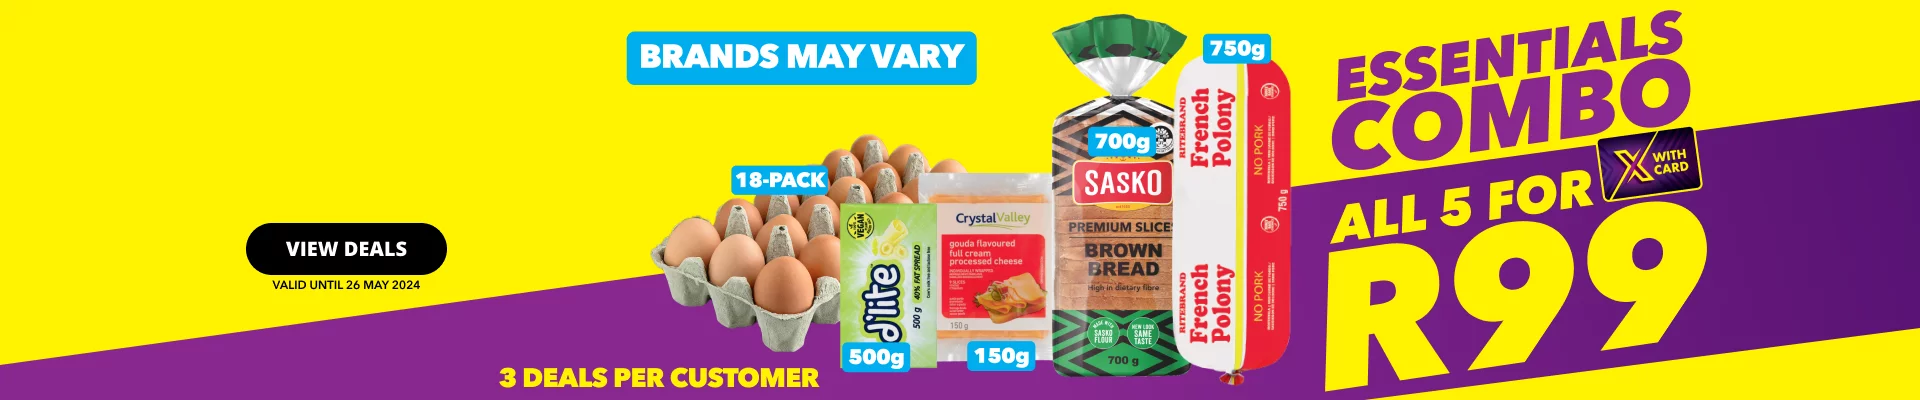 BRANDS MAY VARY
ESSENTIALS
COMBO
ALL 5 FOR
X WITH
CARD
R99
VIEW DEALS
VALID UNTIL 26 MAY 2024
3 DEALS PER CUSTOMER
18-PACK
500g
VEGAN
d'lite
40% FAT SPREAD
500 g
150g
CrystalValley
gouda flavoured
full cream
processed cheese
150 g
700g
SASKO
PREMIUM SLICES
BROWN
BREAD
High in dietary fibre
MADE WITH
SASKO
FLOUR
NEW LOOK
SAME
TASTE
700 g
750g
RITEBRAND
French
Polony
NO PORK
750 g
RITEBRAND
French
Polony
NO PORK